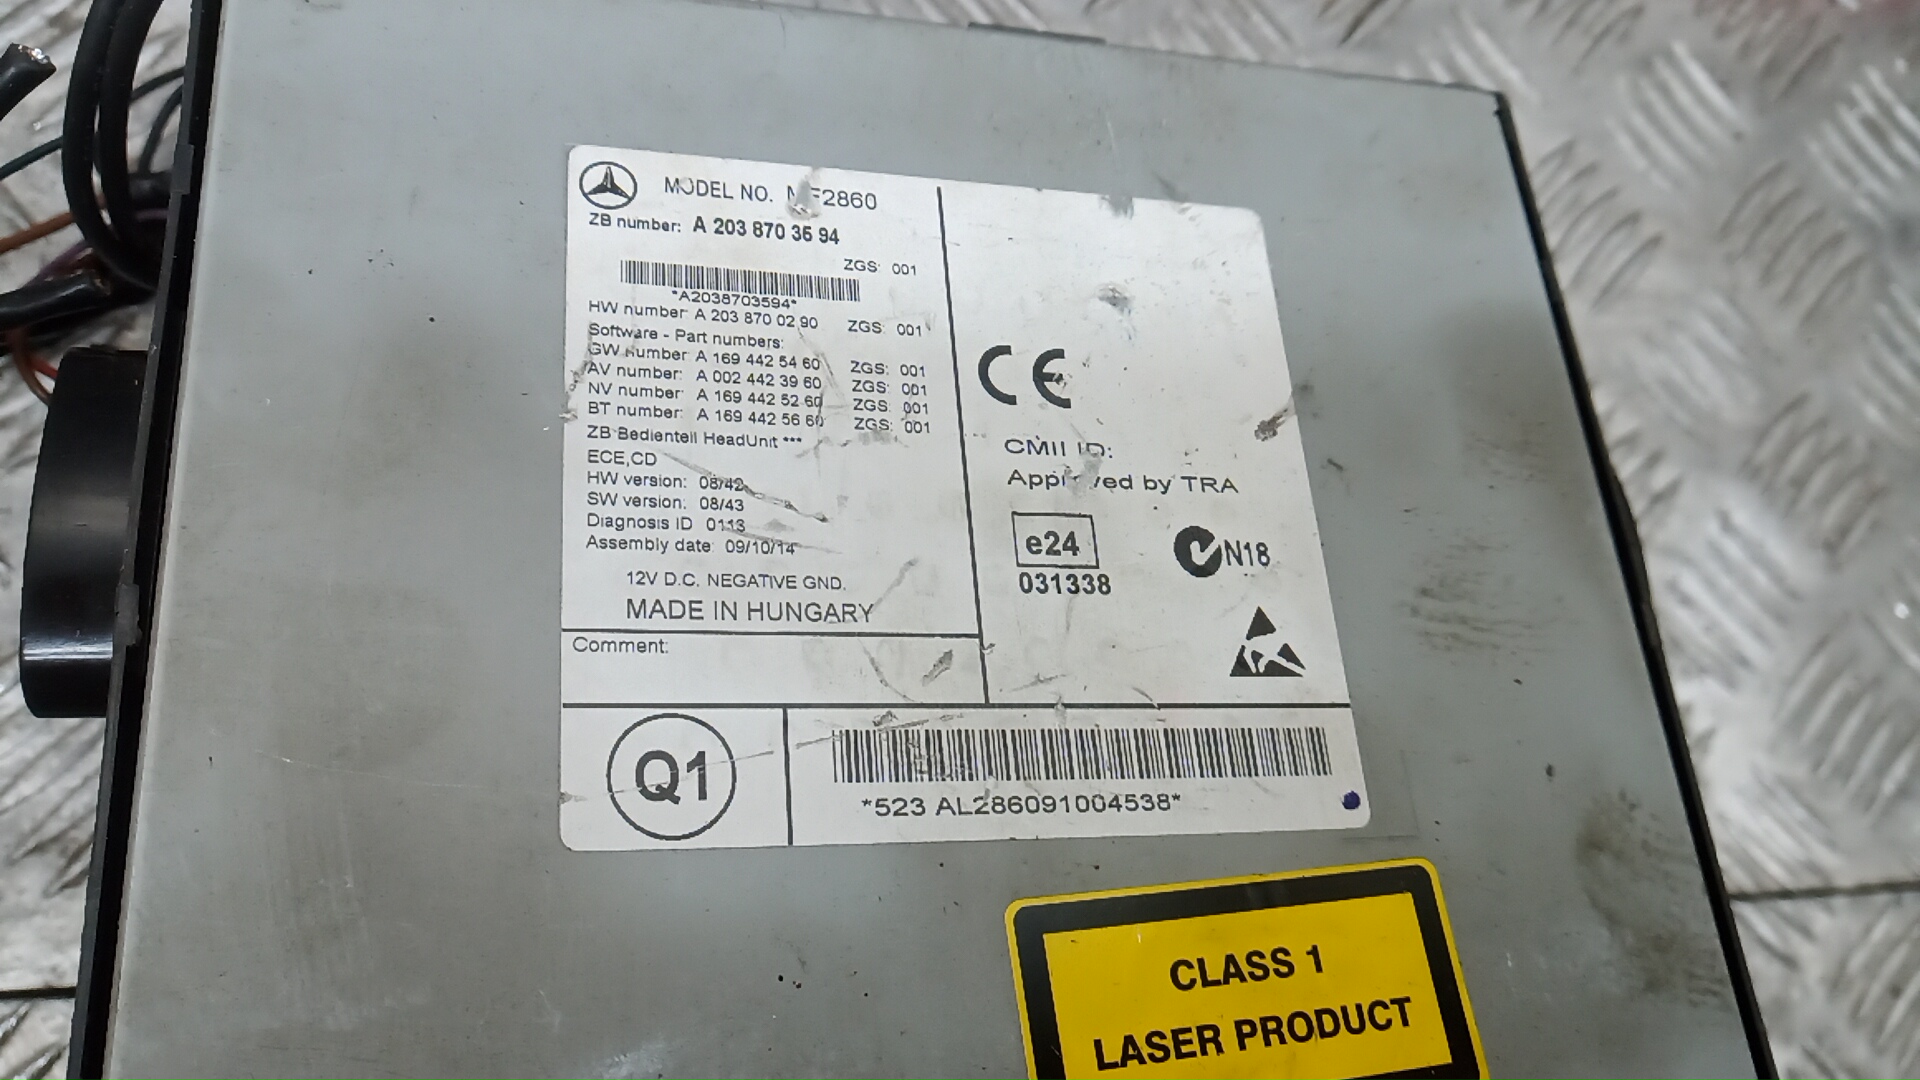 MODEL NO. MF2860
ZB number: A 203 870 35 94
ZGS: 001
*A2038703594*
HW number: A 203 870 02 90 ZGS: 001
Software - Part numbers:
GW number A 169 442 54 60 ZGS: 001
AV number: A 002 442 39 60 ZGS: 001
NV number: A 169 442 52 60 ZGS: 001
BT number: A 169 442 56 60 ZGS: 001
ZB Bedienteil HeadUnit ***
ECE,CD
HW version: 08/42
SW version: 08/43
Diagnosis ID 0113
Assembly date: 09/10/14
12V D.C. NEGATIVE GND.
MADE IN HUNGARY
Comment:
CE
CMII ID:
Approved by TRA
e24
031338
N18
Q1
*523 AL286091004538*
CLASS 1
LASER PRODUCT